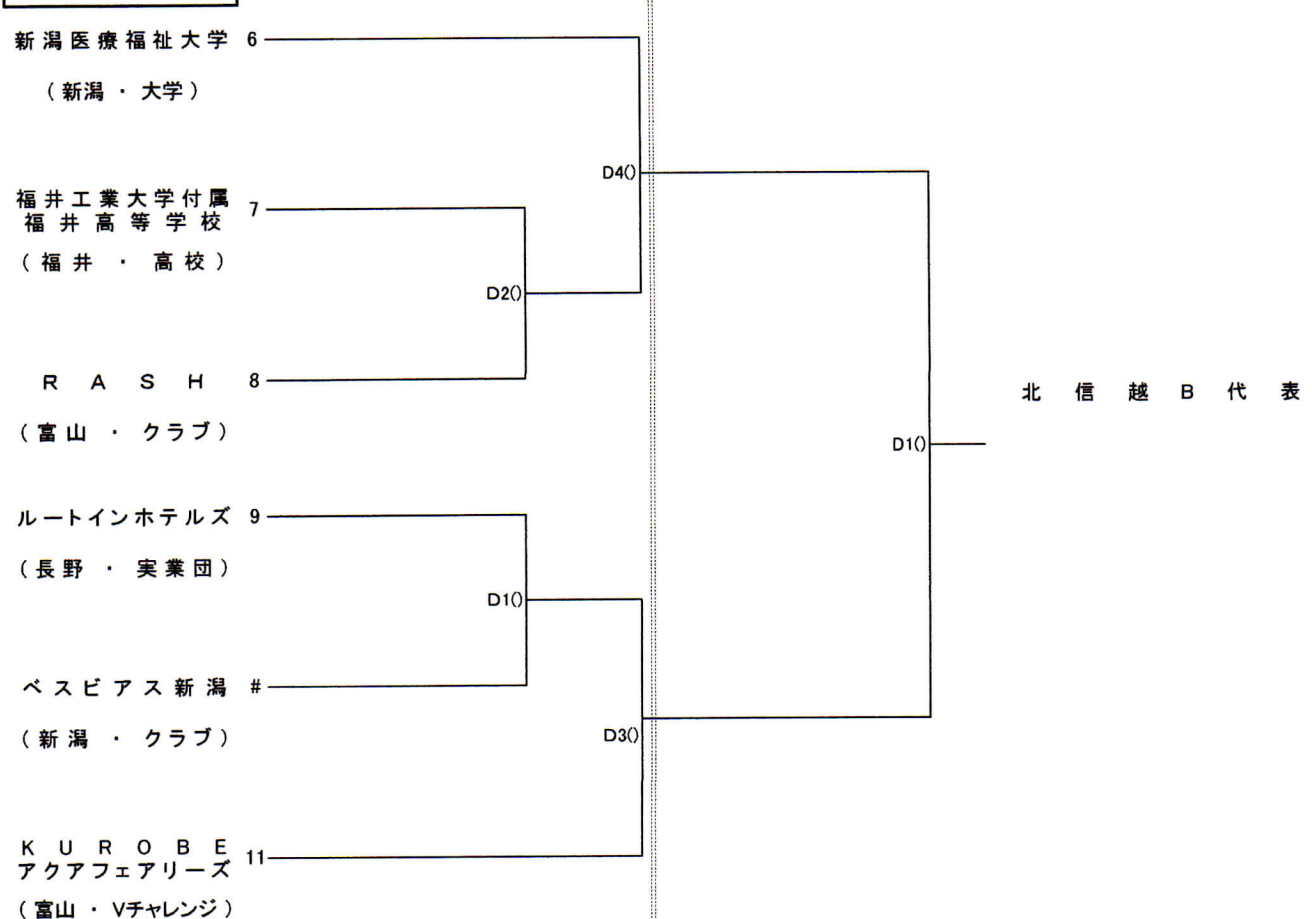 新潟医療福祉大学 6
(新潟・大学)
D4()
福井工業大学付属
福井高等学校
7
(福井・高校)
D2()
RASH 8
北信越B代表
(富山・クラブ)
D1()
ルートインホテルズ 9
(長野・実業団)
D1()
ベスビアス新潟 #
(新潟・クラブ)
D3()
KUROBE
アクアフェアリーズ
11
(富山・Vチャレンジ)